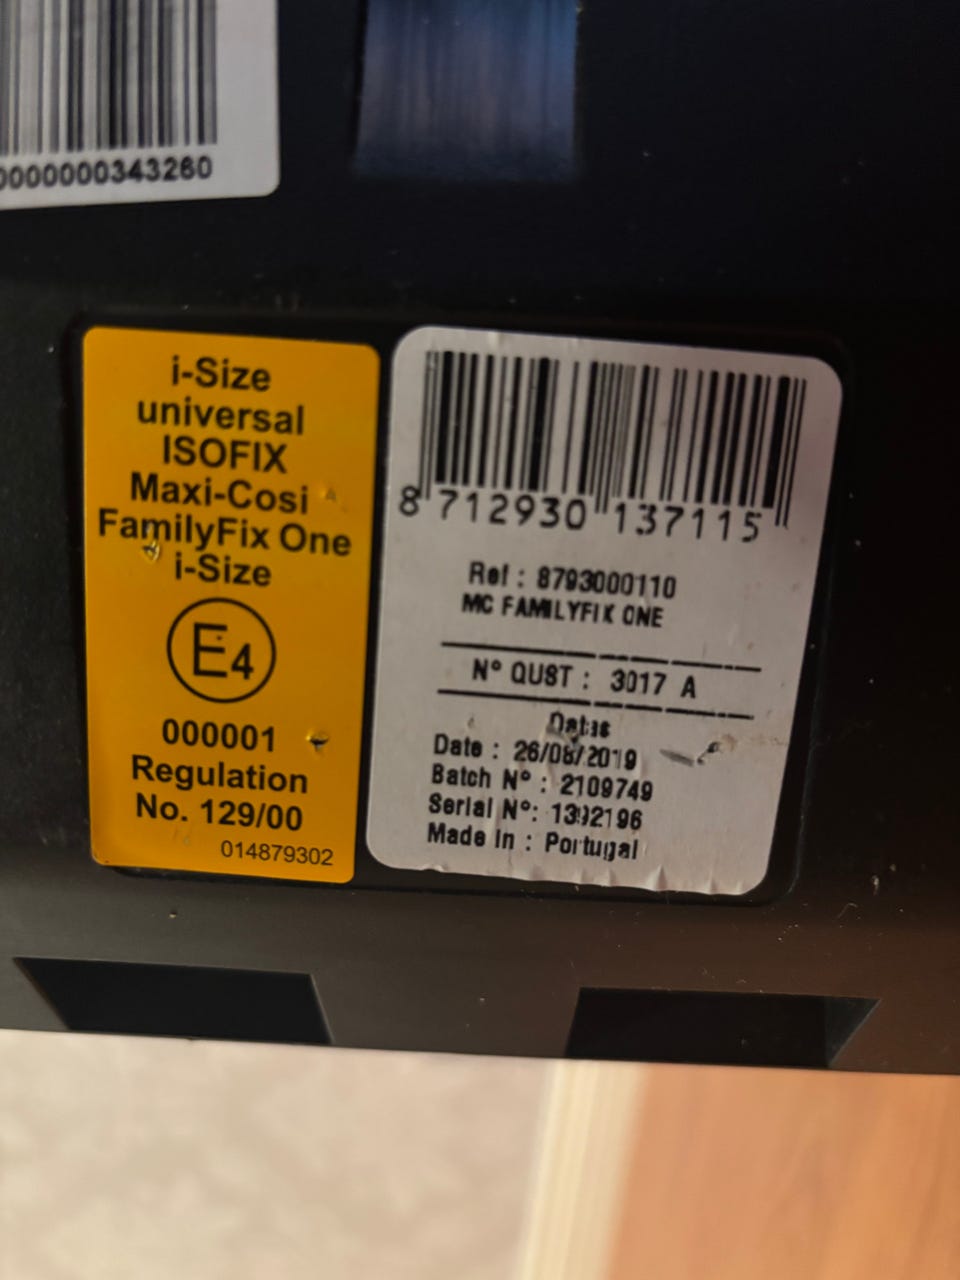 0000000343260
i-Size
universal
ISOFIX
Maxi-Cosi
FamilyFix One
i-Size
E4
000001
Regulation
No. 129/00
014879302
8 712930 137115
Ref : 8793000110
MC FAMILYFIX ONE
N° QUST : 3017 A
Datas
Date : 26/08/2019
Batch N° : 2109749
Serial N°: 1392196
Made In : Portugal